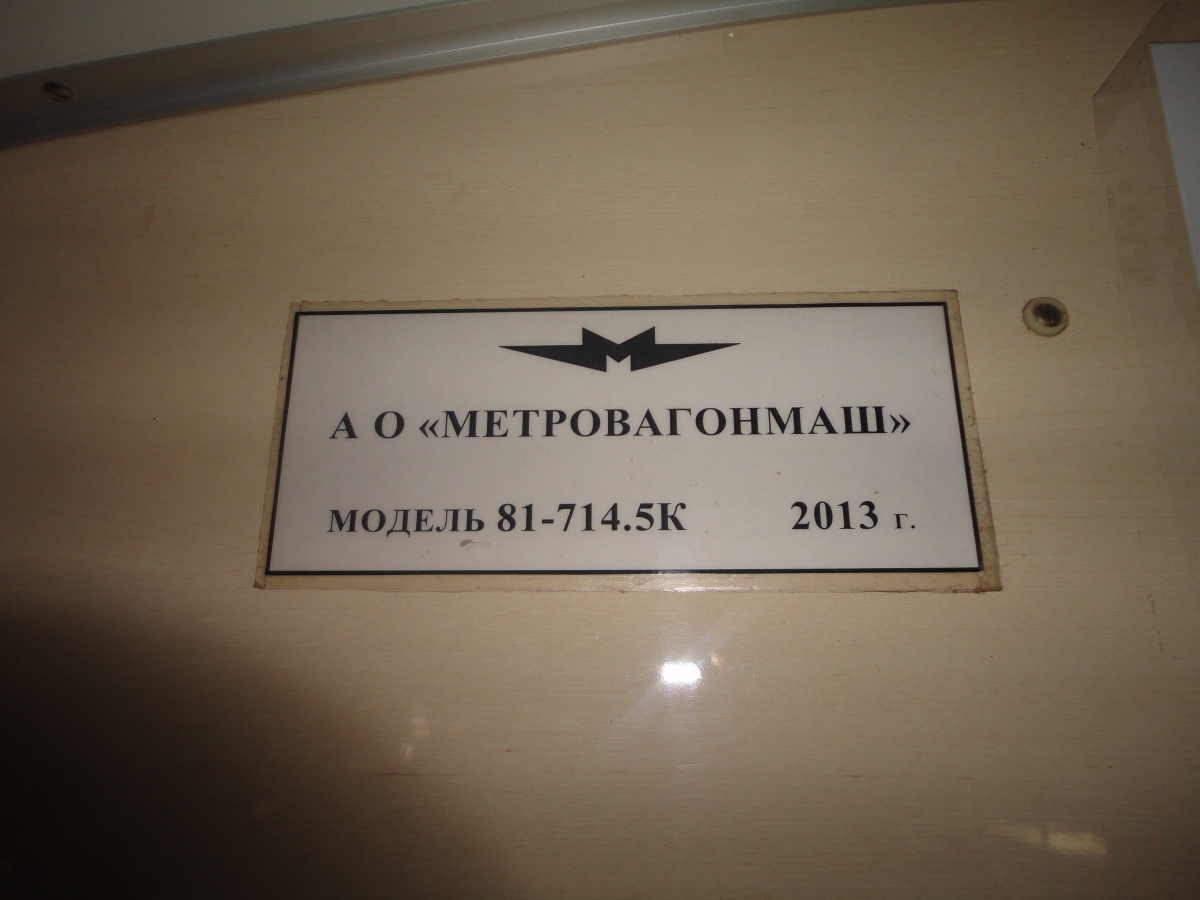 А О «МЕТРОВАГОНМАШ»
МОДЕЛЬ 81-714.5К 2013 г.